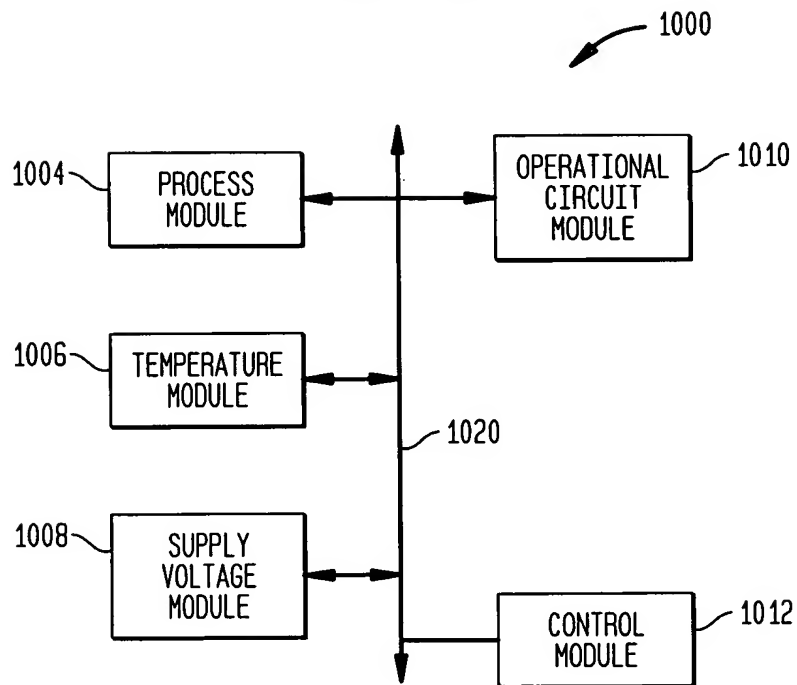 1000
1004
PROCESS
MODULE
OPERATIONAL
CIRCUIT
MODULE
1010
1006
TEMPERATURE
MODULE
1020
1008
SUPPLY
VOLTAGE
MODULE
CONTROL
MODULE
1012